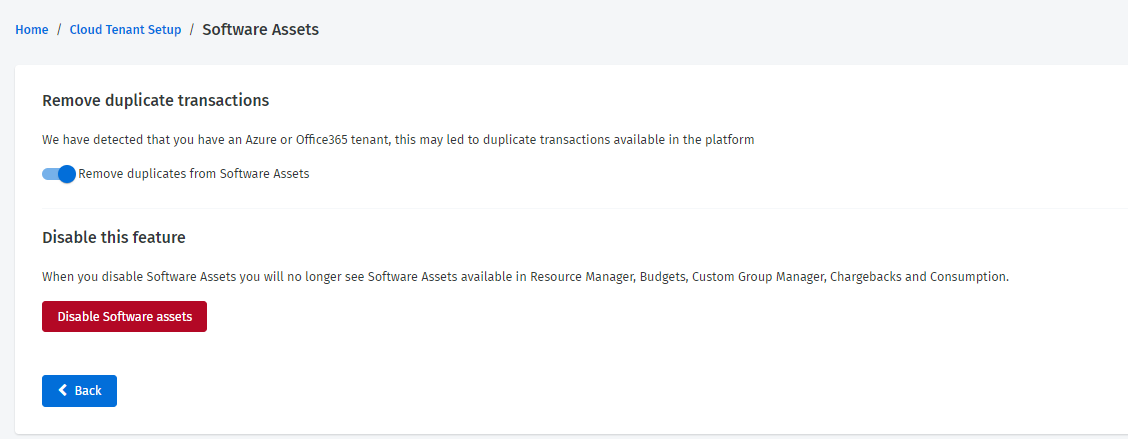 Home / Cloud Tenant Setup / Software Assets
Remove duplicate transactions
We have detected that you have an Azure or Office365 tenant, this may led to duplicate transactions available in the platform
Remove duplicates from Software Assets
Disable this feature
When you disable Software Assets you will no longer see Software Assets available in Resource Manager, Budgets, Custom Group Manager, Chargebacks and Consumption.
Disable Software assets
Back